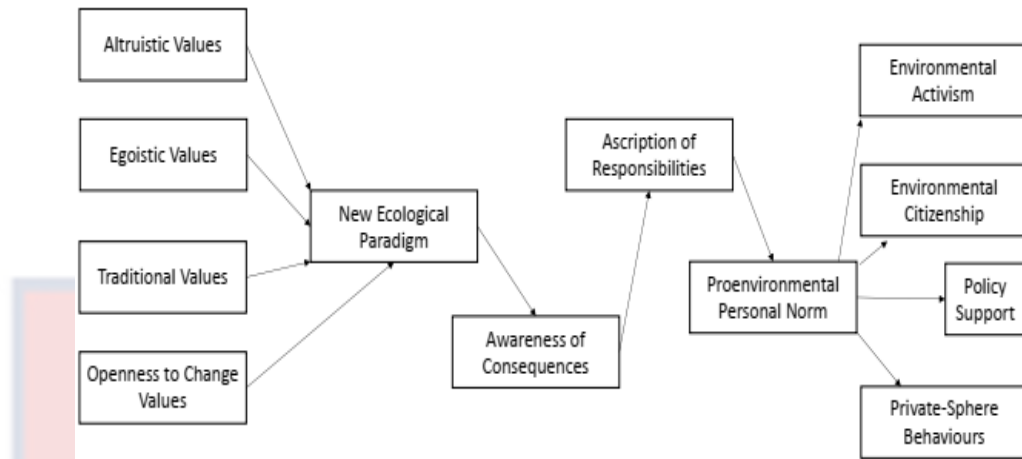 Altruistic Values
Egoistic Values
Traditional Values
Openness to Change
Values
New Ecological
Paradigm
Awareness of
Consequences
Ascription of
Responsibilities
Proenvironmental
Personal Norm
Environmental
Activism
Environmental
Citizenship
Policy
Support
Private-Sphere
Behaviours